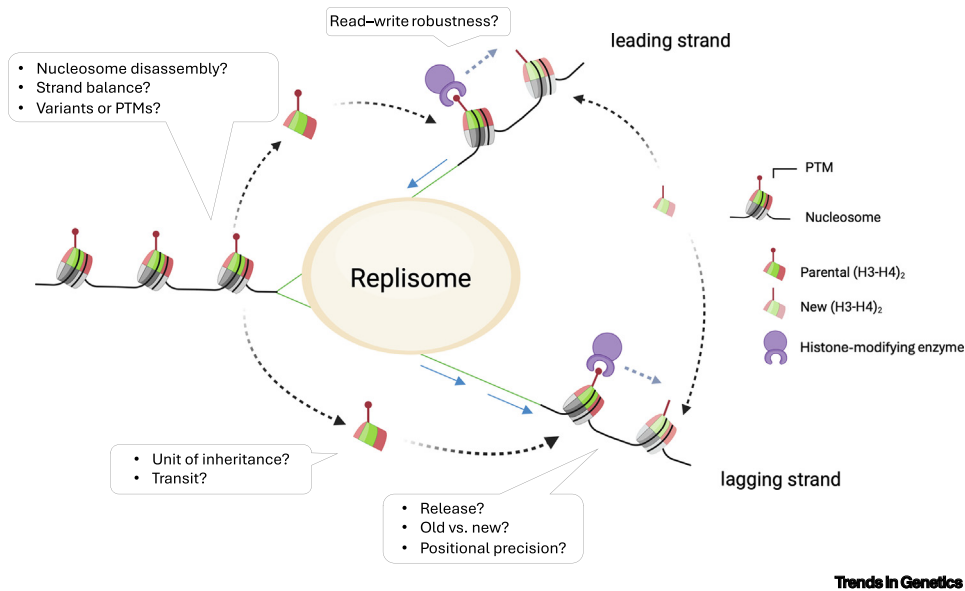 Read–write robustness?
leading strand
• Nucleosome disassembly?
• Strand balance?
• Variants or PTMs?
PTM
Nucleosome
Replisome
Parental (H3-H4)₂
New (H3-H4)₂
Histone-modifying enzyme
• Unit of inheritance?
• Transit?
lagging strand
• Release?
• Old vs. new?
• Positional precision?
Trends in Genetics